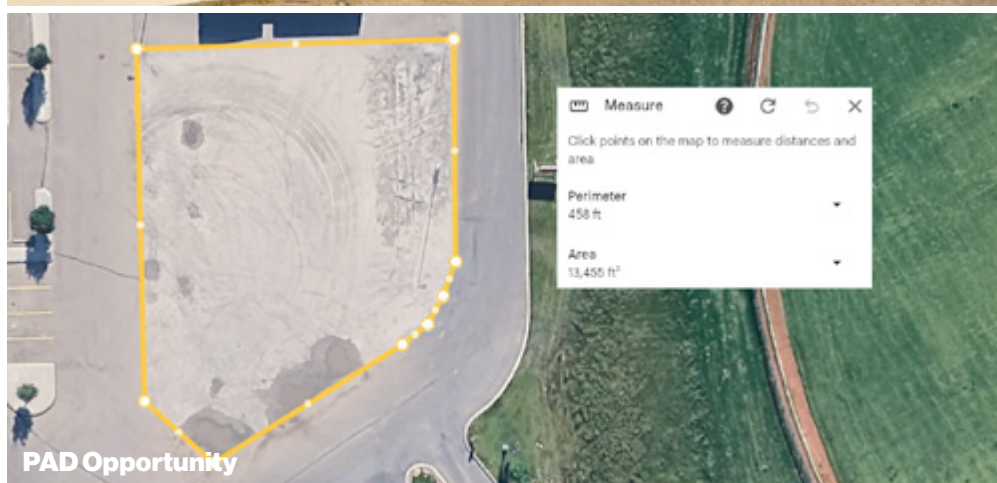 Measure
Click points on the map to measure distances and
area
Perimeter
458 ft
Area
13,455 ft²
PAD Opportunity